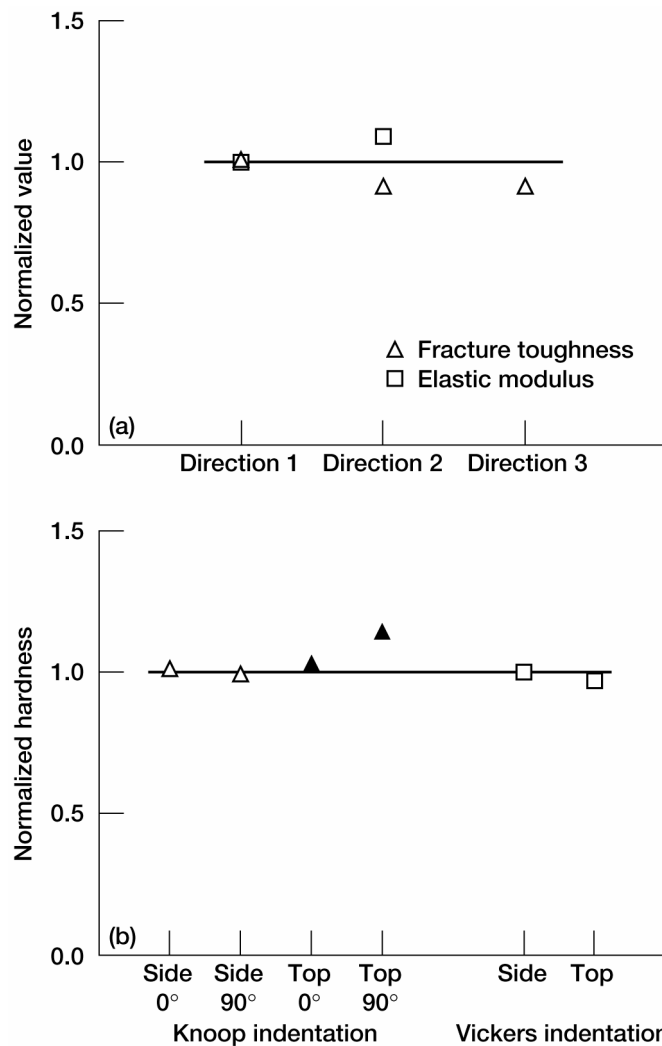 1.5
Normalized value
1.0
0.5
Fracture toughness
Elastic modulus
(a)
0.0
Direction 1 Direction 2 Direction 3
1.5
Normalized hardness
1.0
0.5
(b)
0.0
Side Side Top Top Side Top
0° 90° 0° 90°
Knoop indentation Vickers indentation